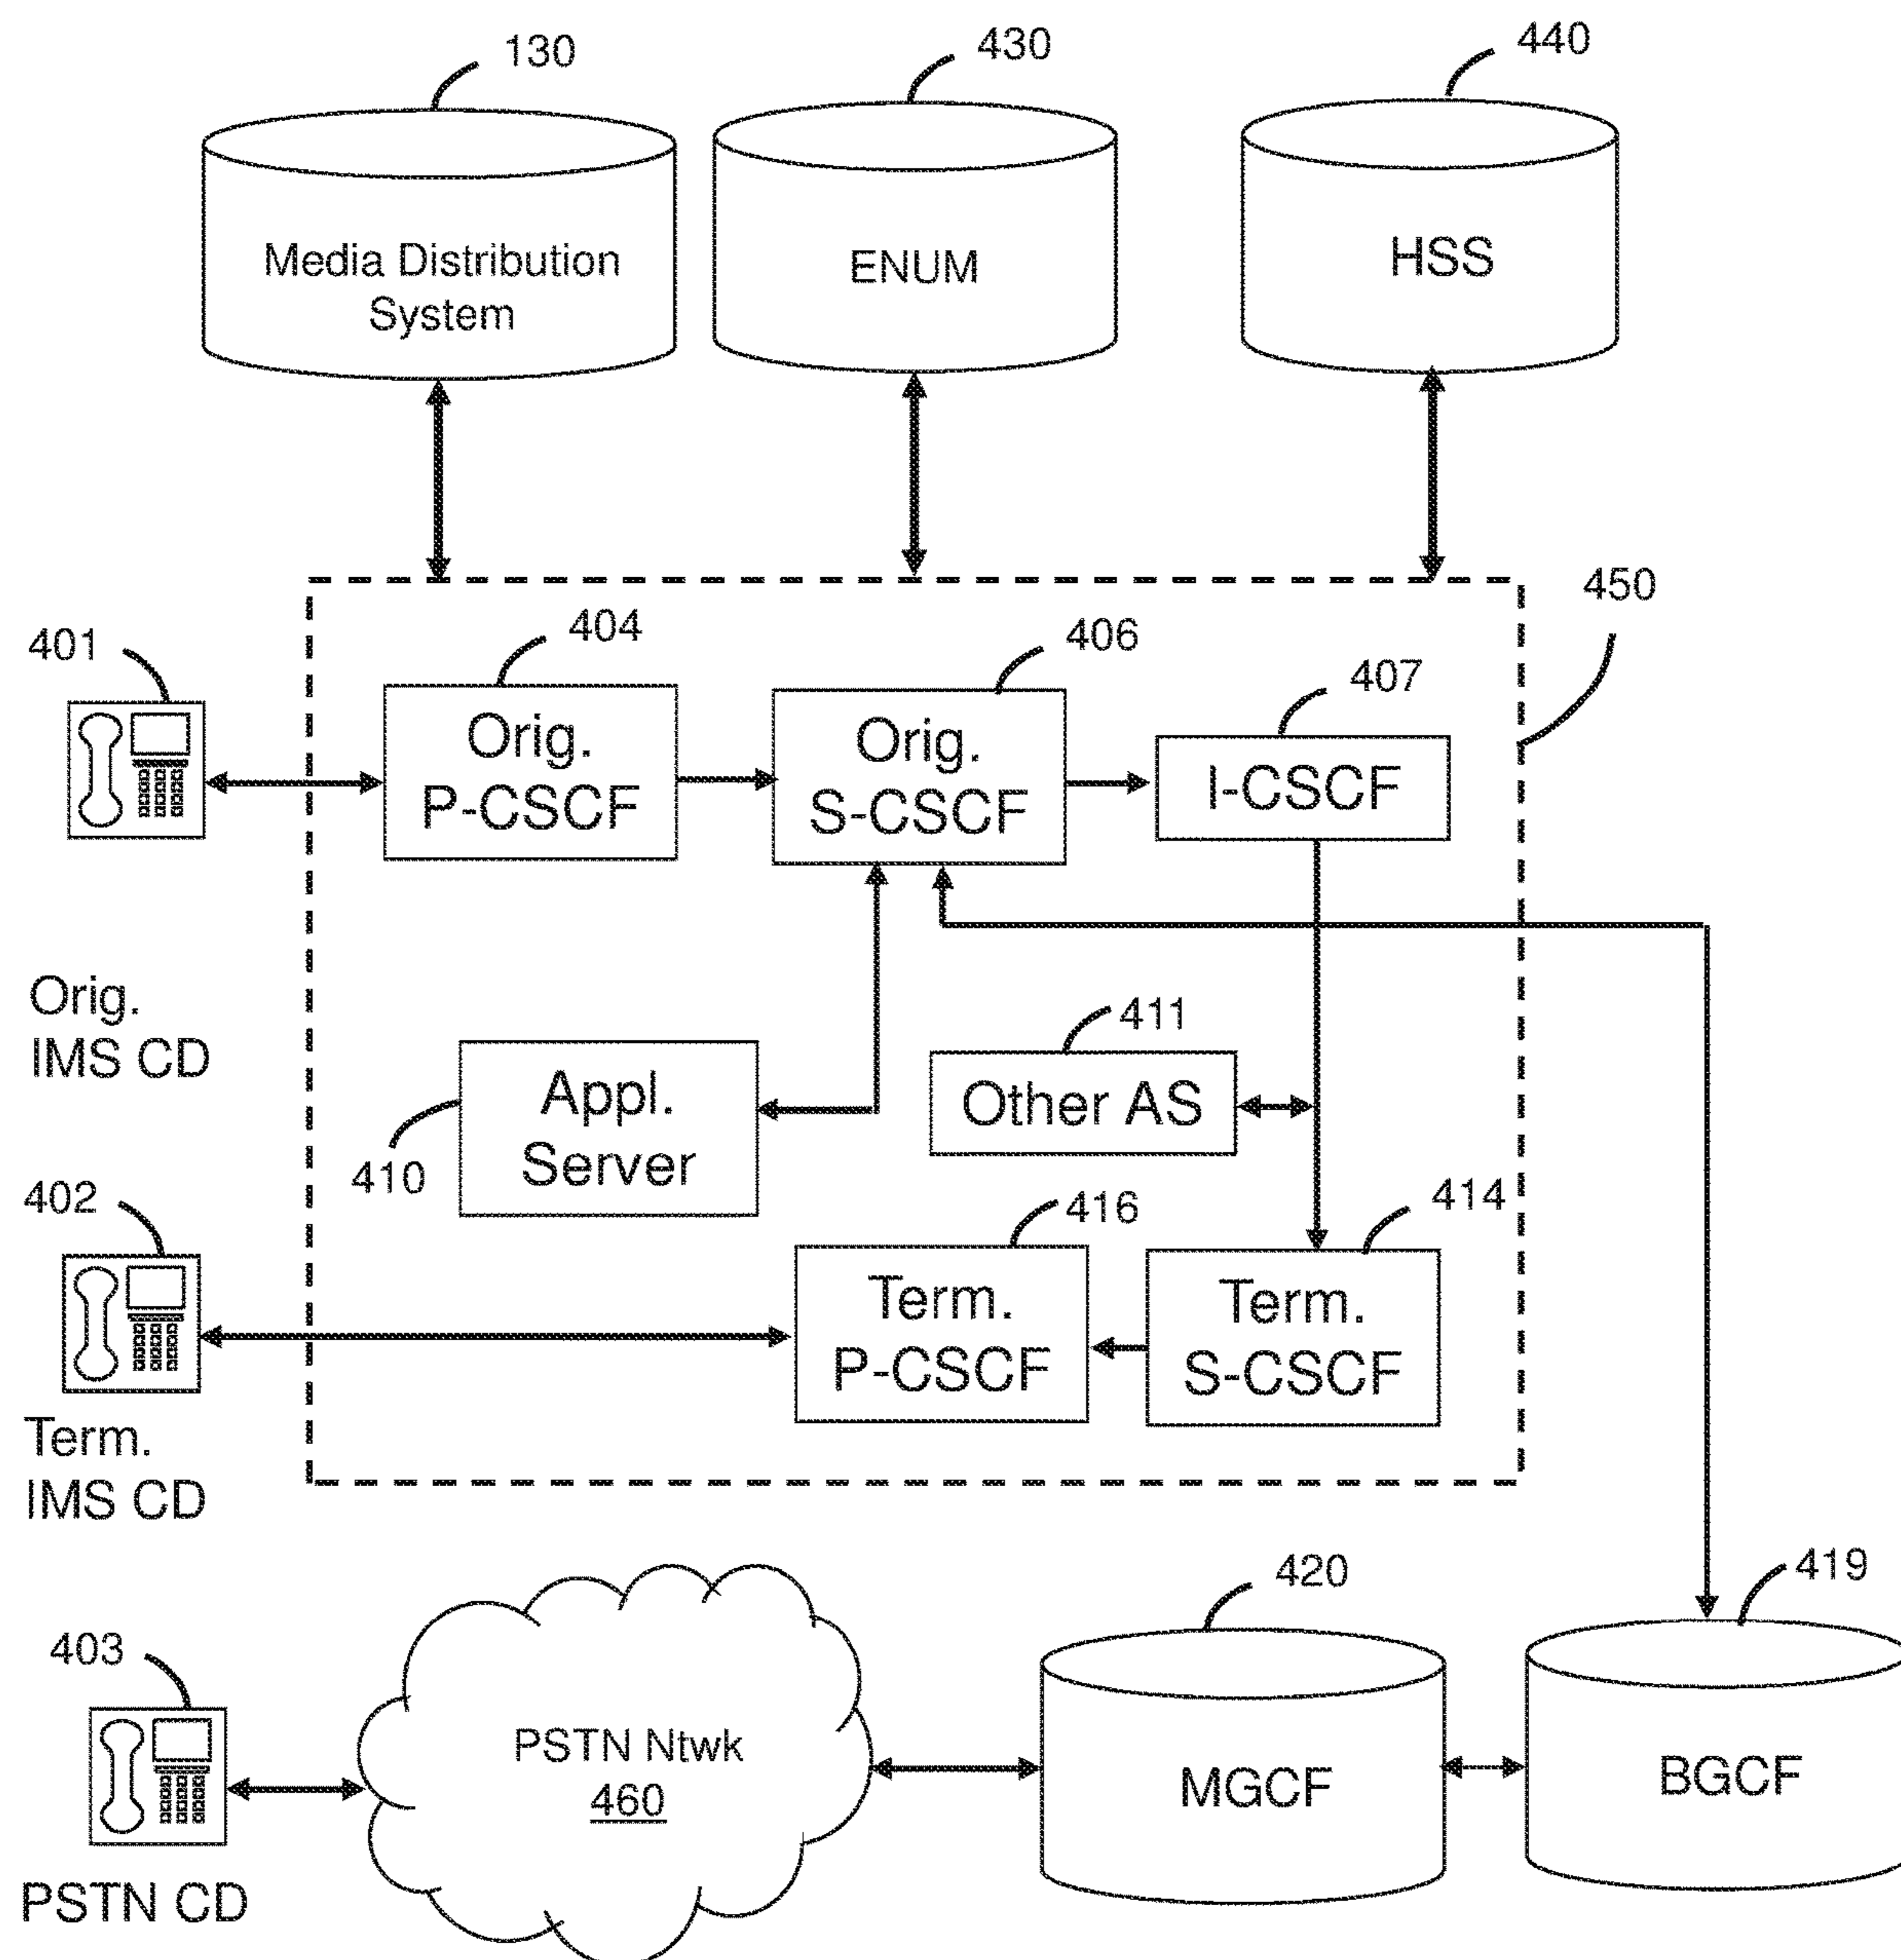 130
430
440
Media Distribution
System
ENUM
HSS
450
401
404
406
407
Orig.
P-CSCF
Orig.
S-CSCF
I-CSCF
Orig.
IMS CD
411
Other AS
Appl.
Server
410
402
416
414
Term.
P-CSCF
Term.
S-CSCF
Term.
IMS CD
420
419
403
PSTN Ntwk
460
MGCF
BGCF
PSTN CD